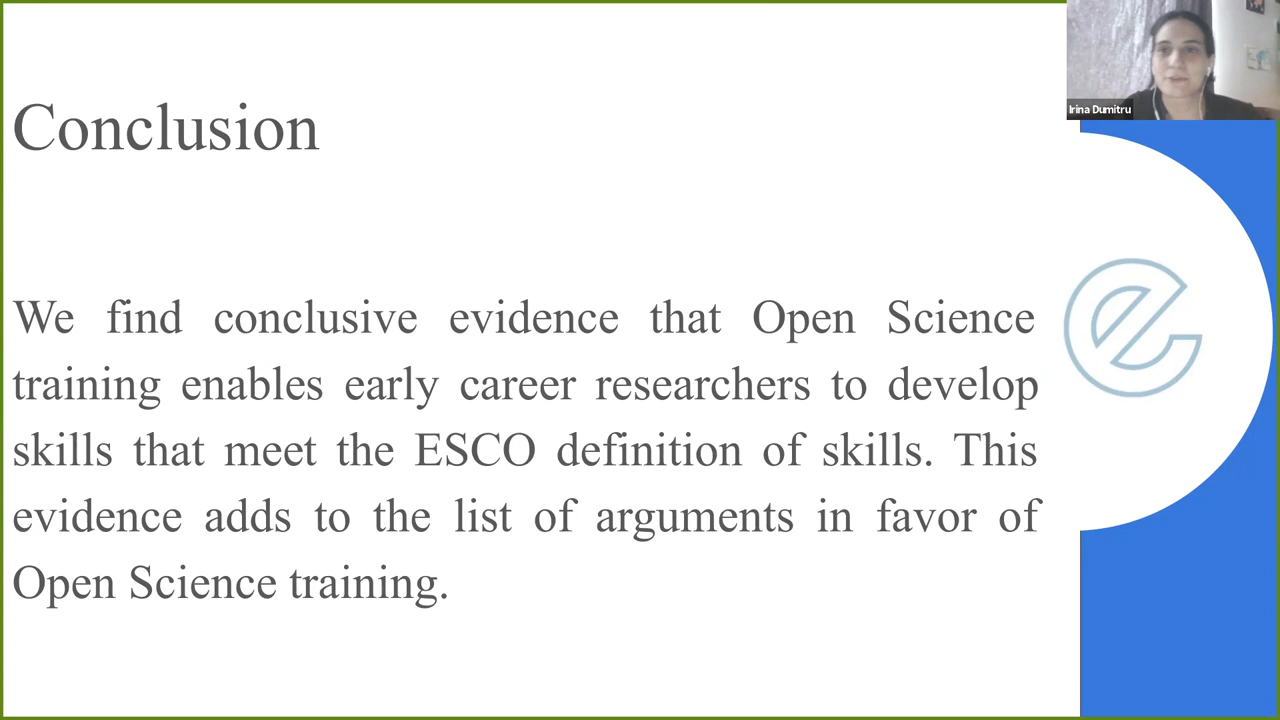 Irina Dumitru
Conclusion
We find conclusive evidence that Open Science
training enables early career researchers to develop
skills that meet the ESCO definition of skills. This
evidence adds to the list of arguments in favor of
Open Science training.